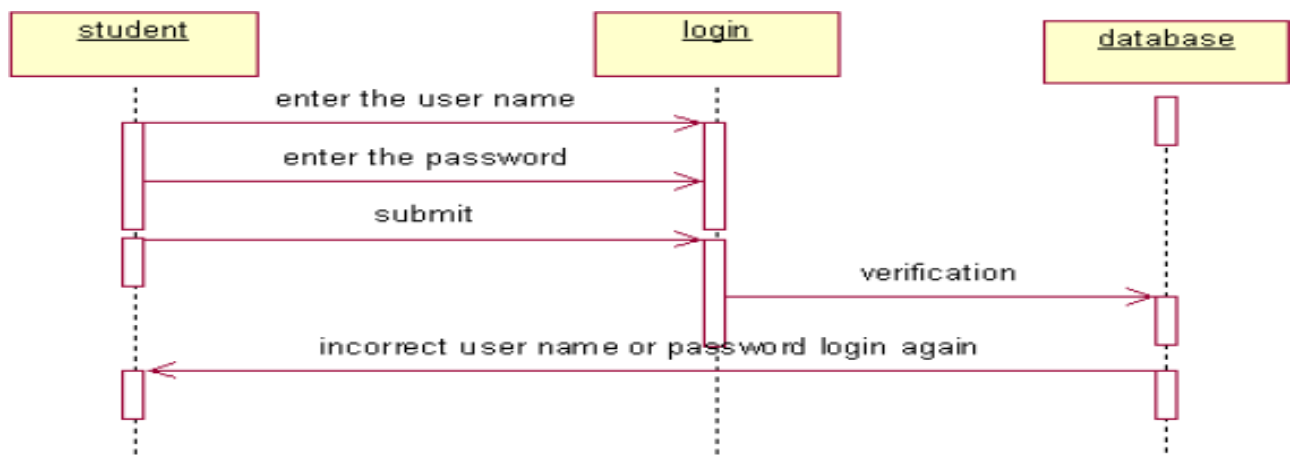 student
login
database
enter the user name
enter the password
submit
verification
incorrect user name or password login again